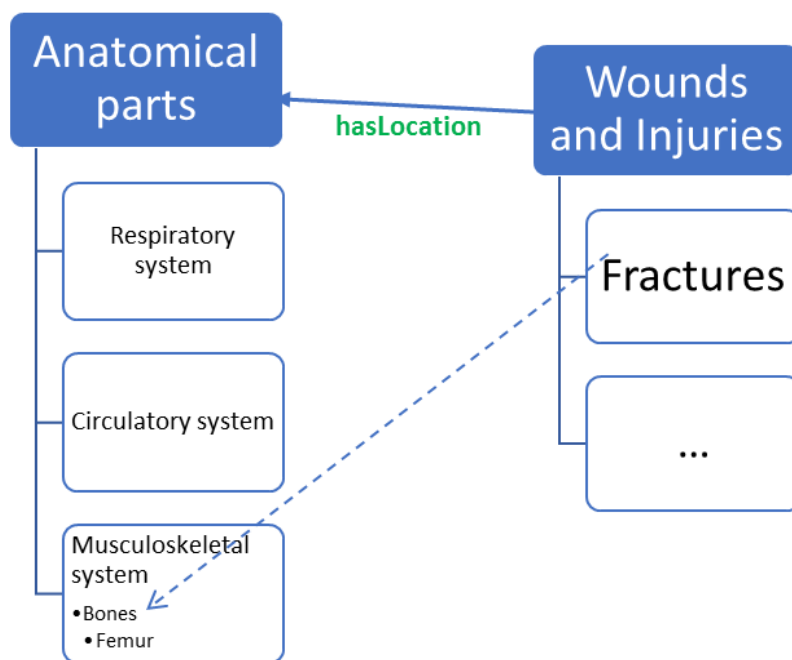 Anatomical
parts
Wounds
and Injuries
hasLocation
Respiratory
system
Fractures
Circulatory system
...
Musculoskeletal
system
•Bones
•Femur